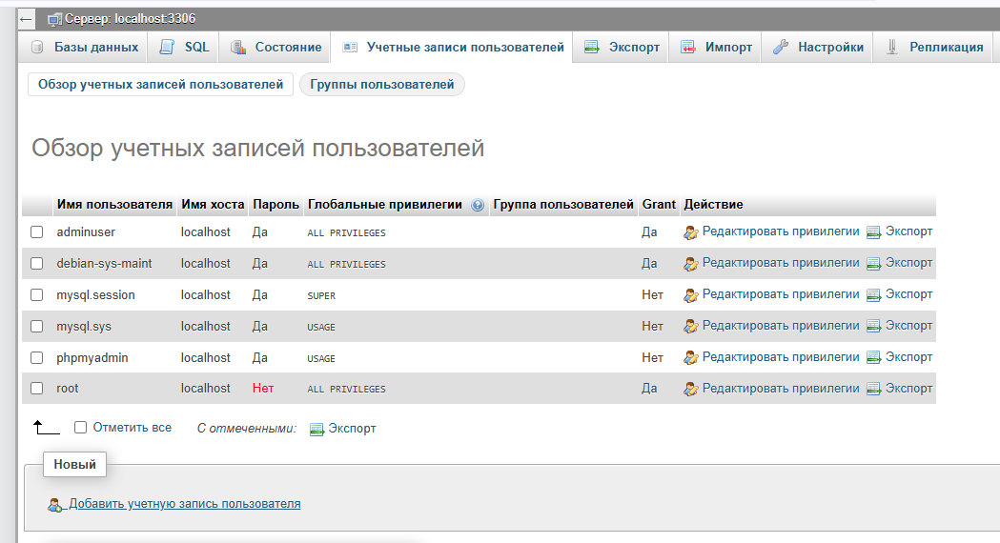 Сервер: localhost:3306
Базы данных SQL Состояние Учетные записи пользователей Экспорт Импорт Настройки Репликация
Обзор учетных записей пользователей Группы пользователей
Обзор учетных записей пользователей
Имя пользователя Имя хоста Пароль Глобальные привилегии Группа пользователей Grant Действие
adminuser localhost Да ALL PRIVILEGES Да Редактировать привилегии Экспорт
debian-sys-maint localhost Да ALL PRIVILEGES Да Редактировать привилегии Экспорт
mysql.session localhost Да SUPER Нет Редактировать привилегии Экспорт
mysql.sys localhost Да USAGE Нет Редактировать привилегии Экспорт
phpmyadmin localhost Да USAGE Нет Редактировать привилегии Экспорт
root localhost Нет ALL PRIVILEGES Да Редактировать привилегии Экспорт
Отметить все С отмеченными: Экспорт
Новый
Добавить учетную запись пользователя